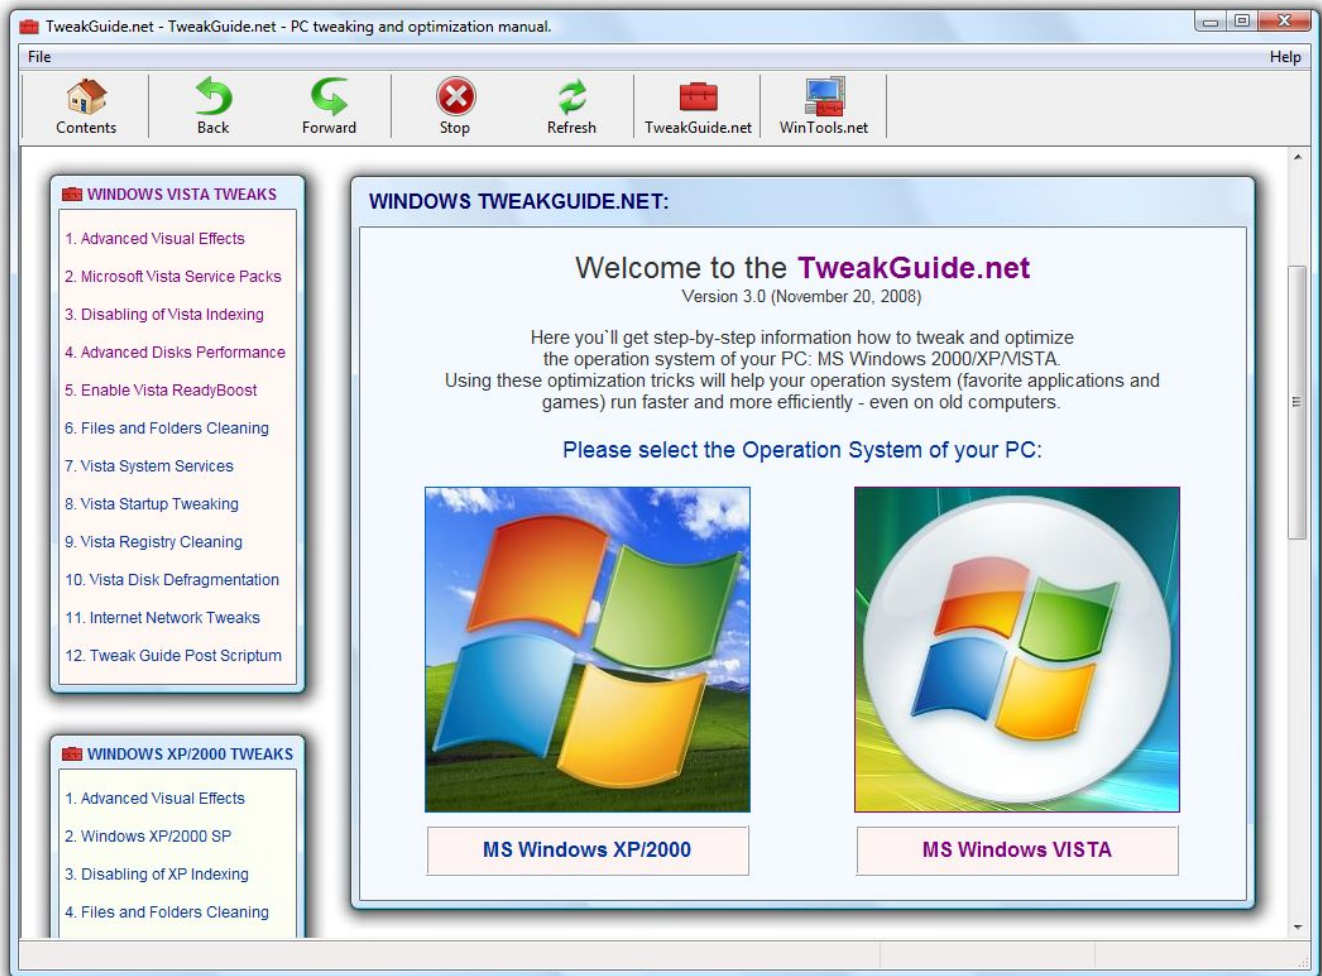 TweakGuide.net - TweakGuide.net - PC tweaking and optimization manual.
File
Help
Contents
Back
Forward
Stop
Refresh
TweakGuide.net
WinTools.net
WINDOWS VISTA TWEAKS
1. Advanced Visual Effects
2. Microsoft Vista Service Packs
3. Disabling of Vista Indexing
4. Advanced Disks Performance
5. Enable Vista ReadyBoost
6. Files and Folders Cleaning
7. Vista System Services
8. Vista Startup Tweaking
9. Vista Registry Cleaning
10. Vista Disk Defragmentation
11. Internet Network Tweaks
12. Tweak Guide Post Scriptum
WINDOWS XP/2000 TWEAKS
1. Advanced Visual Effects
2. Windows XP/2000 SP
3. Disabling of XP Indexing
4. Files and Folders Cleaning
WINDOWS TWEAKGUIDE.NET:
Welcome to the TweakGuide.net
Version 3.0 (November 20, 2008)
Here you`ll get step-by-step information how to tweak and optimize
the operation system of your PC: MS Windows 2000/XP/VISTA.
Using these optimization tricks will help your operation system (favorite applications and
games) run faster and more efficiently - even on old computers.
Please select the Operation System of your PC:
MS Windows XP/2000
MS Windows VISTA